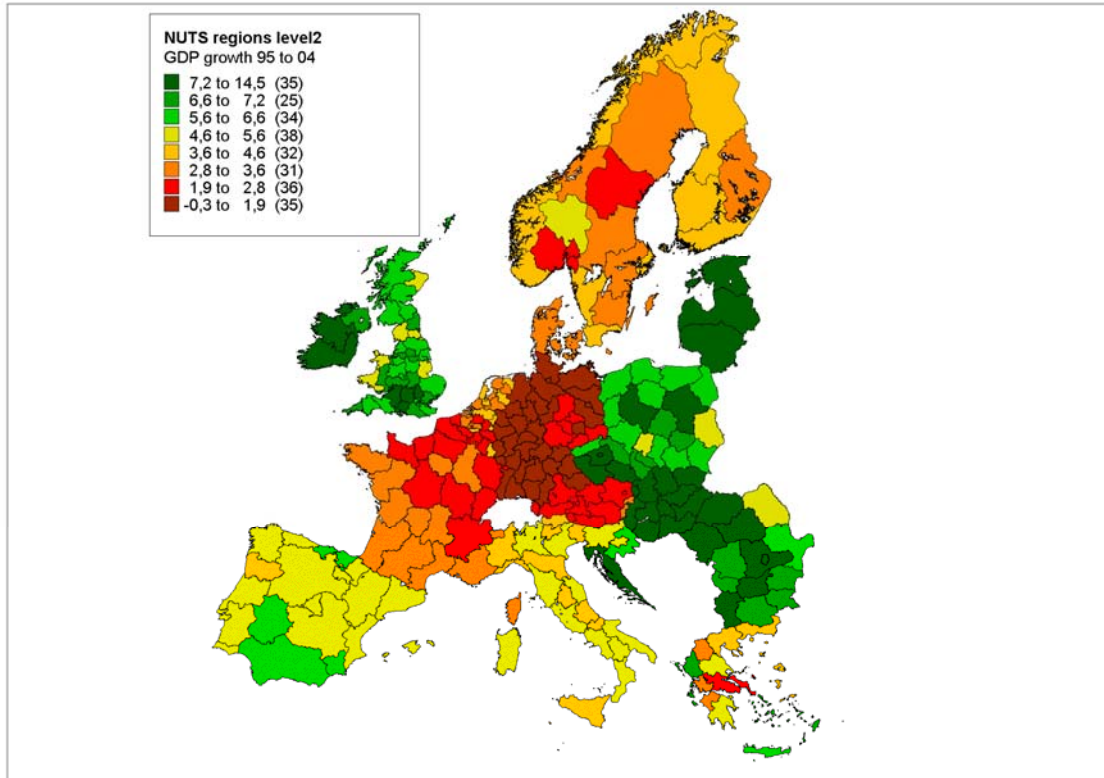 NUTS regions level2
GDP growth 95 to 04
7,2 to 14,5 (35)
6,6 to 7,2 (25)
5,6 to 6,6 (34)
4,6 to 5,6 (38)
3,6 to 4,6 (32)
2,8 to 3,6 (31)
1,9 to 2,8 (36)
-0,3 to 1,9 (35)